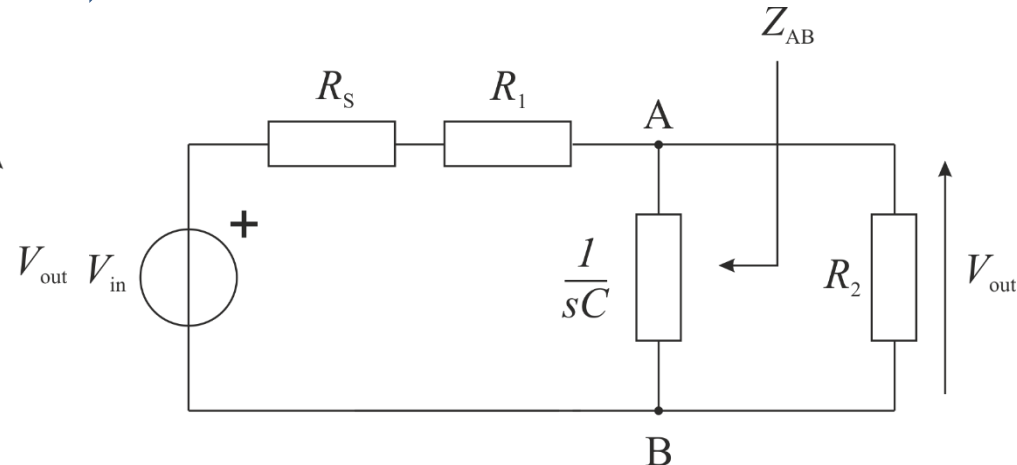 Z_AB
R_S
R_1
A
+
V_out
V_in
1
sC
R_2
V_out
B